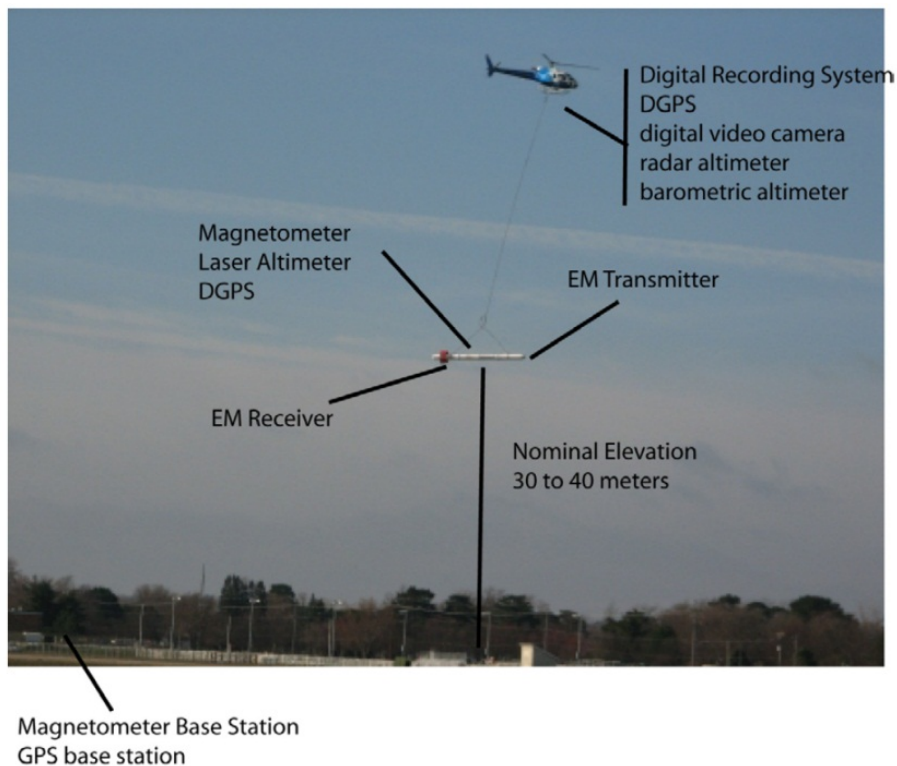 Digital Recording System
DGPS
digital video camera
radar altimeter
barometric altimeter
Magnetometer
Laser Altimeter
DGPS
EM Transmitter
EM Receiver
Nominal Elevation
30 to 40 meters
Magnetometer Base Station
GPS base station